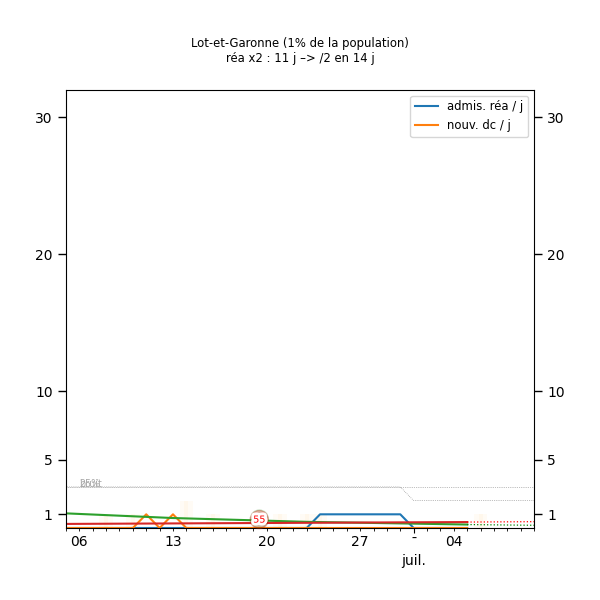 Lot-et-Garonne (1% de la population)
réa x2 : 11 j –> /2 en 14 j
admis. réa / j
nouv. dc / j
30 30
20 20
10 10
5 5
1 1
55
06 13 20 27 - 04
juil.